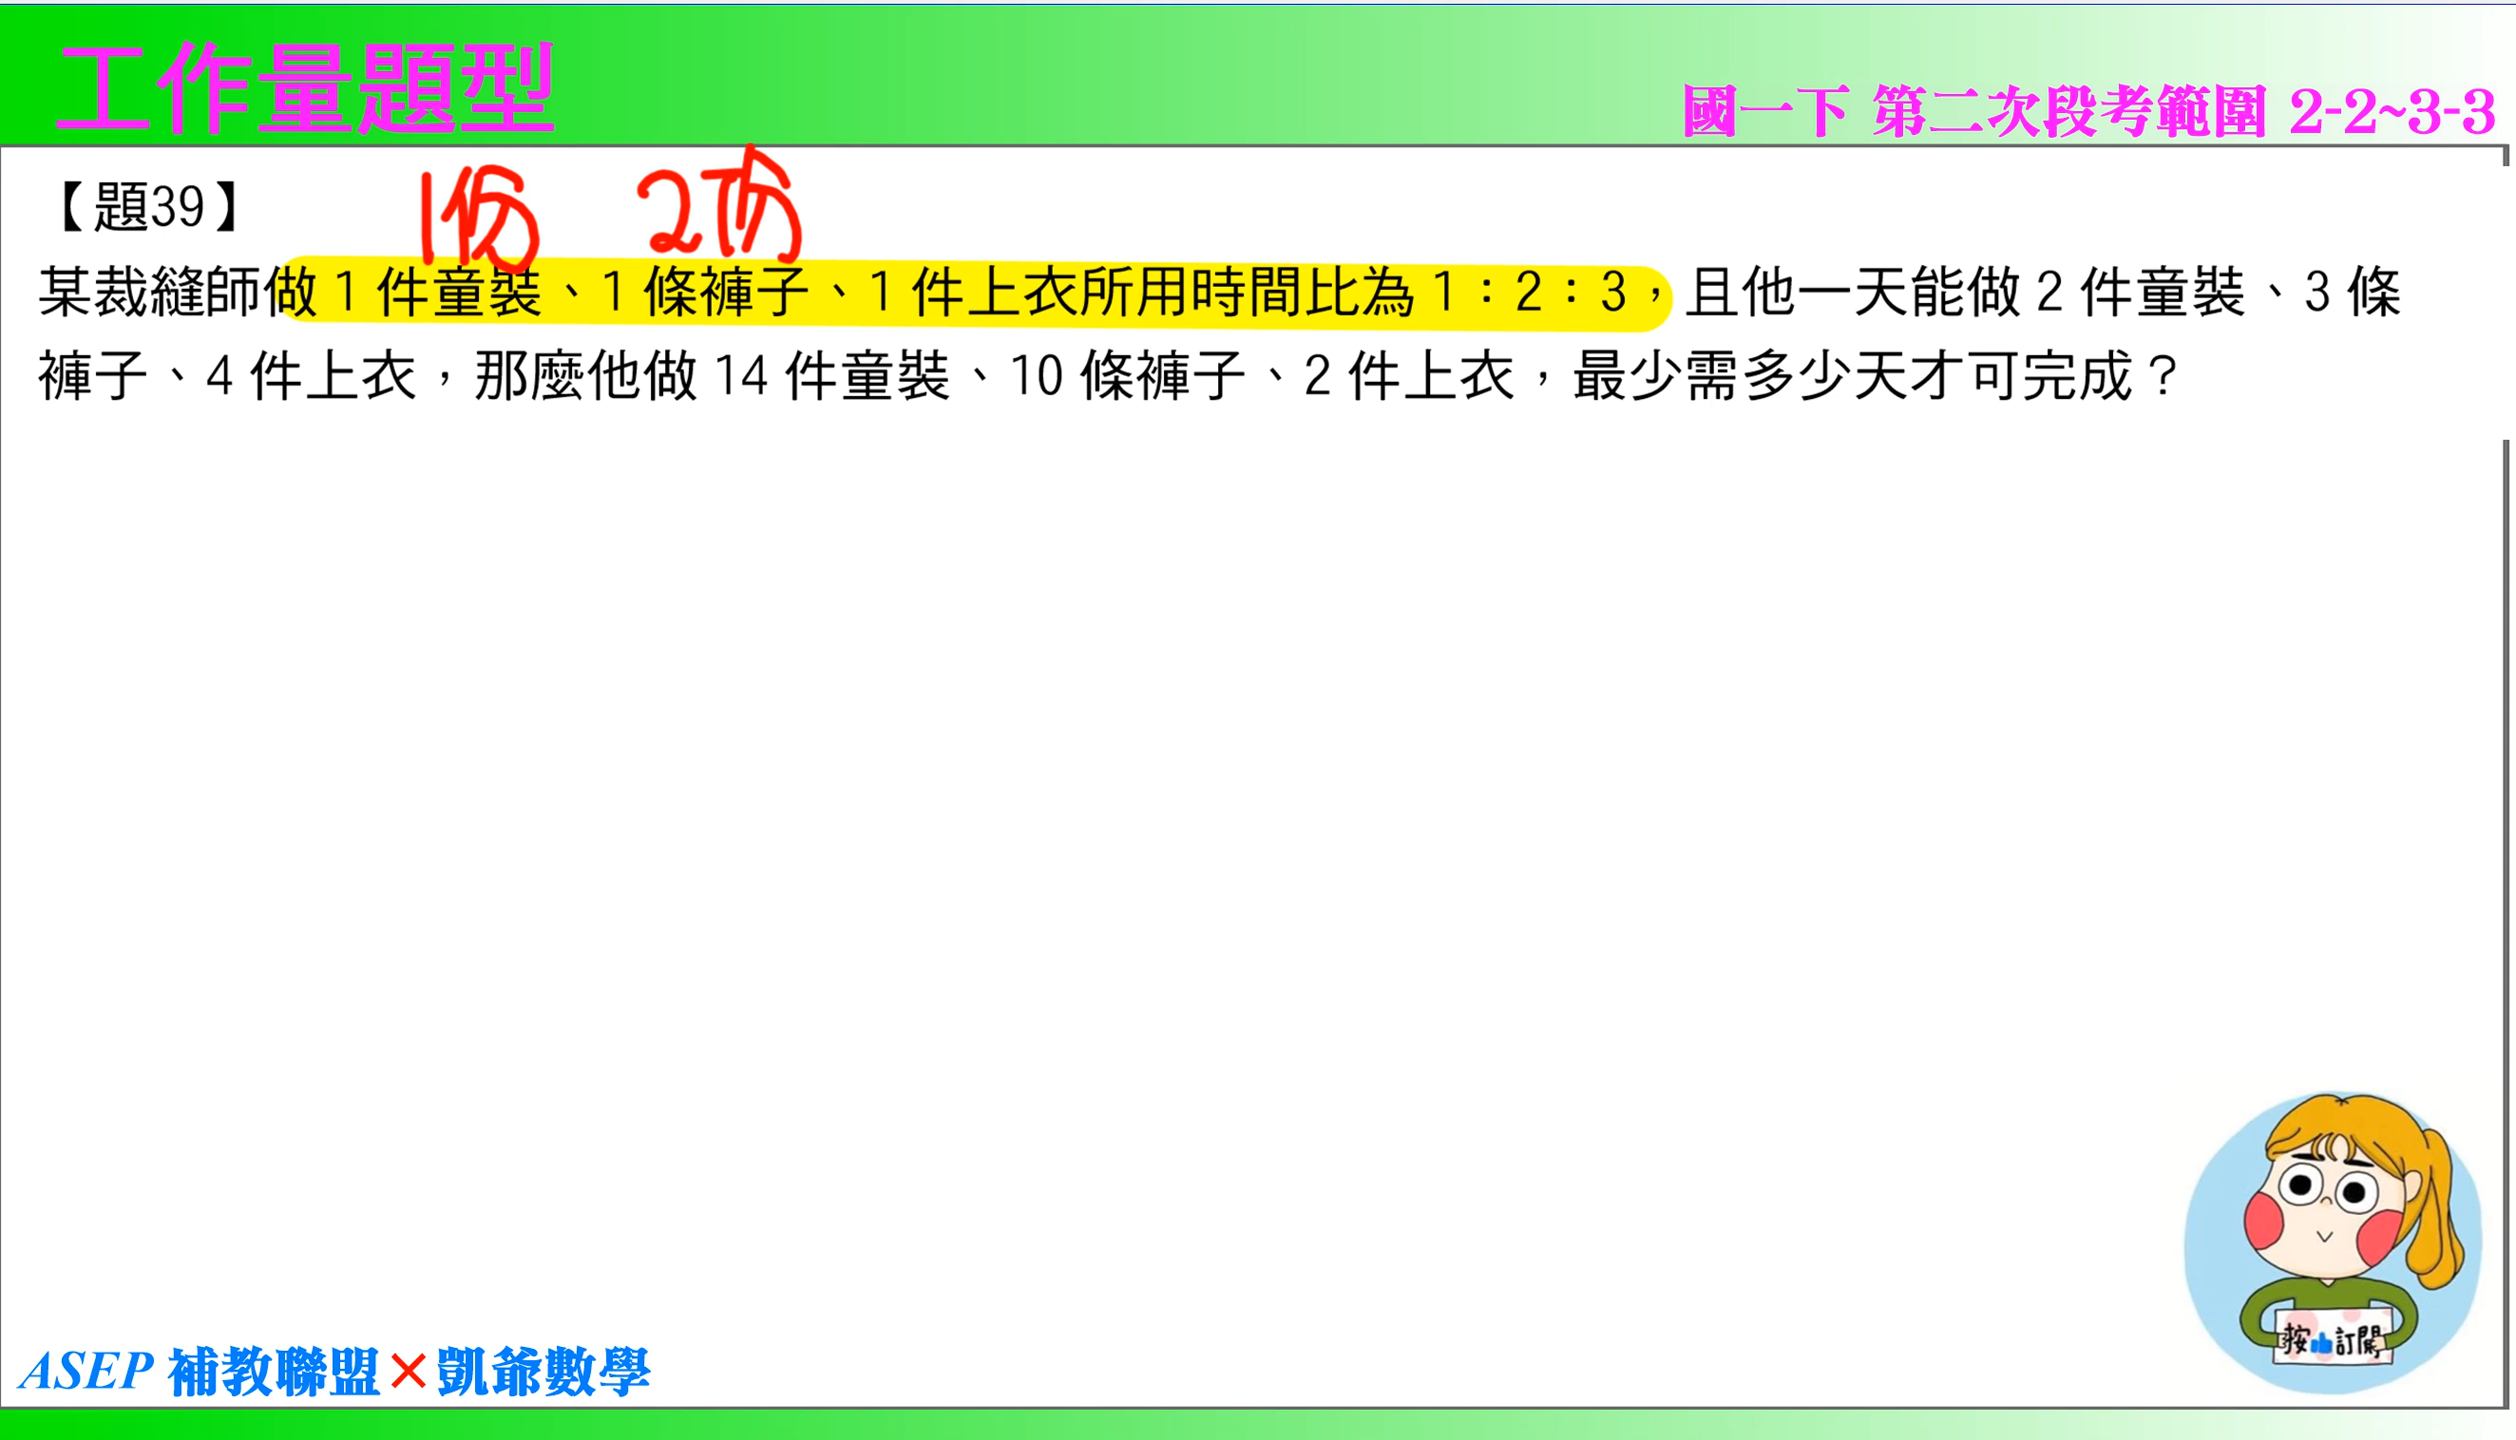 工作量題型
國一下 第二次段考範圍 2-2~3-3
【題39】
1份 2份
某裁縫師做 1 件童裝、1 條褲子、1 件上衣所用時間比為 1：2：3，且他一天能做 2 件童裝、3 條
褲子、4 件上衣，那麼他做 14 件童裝、10 條褲子、2 件上衣，最少需多少天才可完成？
按訂閱
ASEP 補教聯盟×凱爺數學